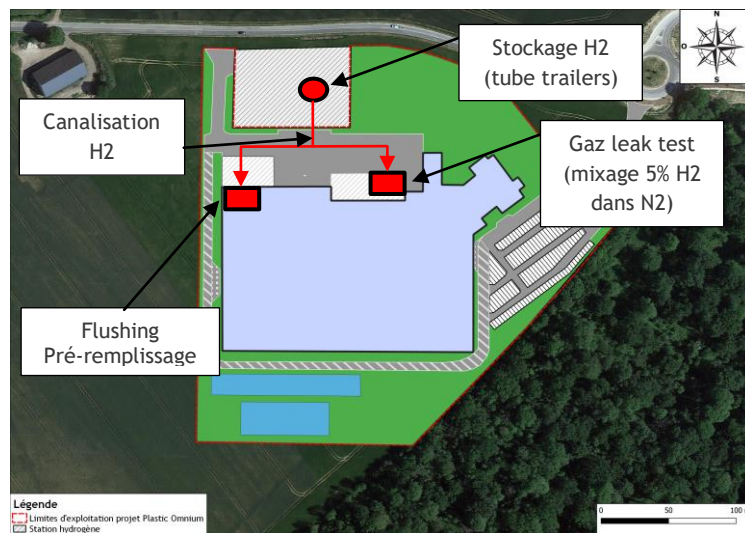 N
O
E
S
Stockage H2
(tube trailers)
Canalisation
H2
Gaz leak test
(mixage 5% H2
dans N2)
Flushing
Pré-remplissage
Légende
Limites d'exploitation projet Plastic Omnium
Station hydrogène
0 50 100 m